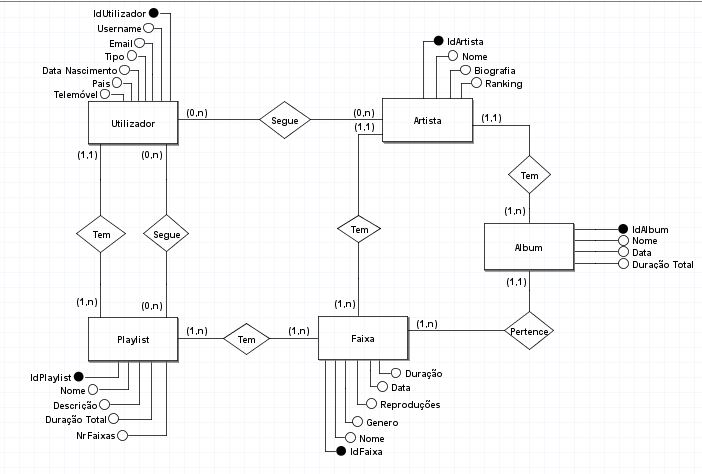 IdUtilizador
Username
Email
Tipo
Data Nascimento
Pais
Telemóvel
IdArtista
Nome
Biografia
Ranking
Utilizador
(0,n)
Segue
(0,n)
Artista
(1,1)
(1,1)
(1,1)
(0,n)
Tem
(1,n)
IdAlbum
Nome
Data
Duração Total
Album
Tem
Segue
Tem
(1,1)
(1,n)
(0,n)
(1,n)
Playlist
(1,n)
Tem
(1,n)
Faixa
(1,n)
Pertence
IdPlaylist
Nome
Descrição
Duração Total
NrFaixas
Duração
Data
Reproduções
Genero
Nome
IdFaixa